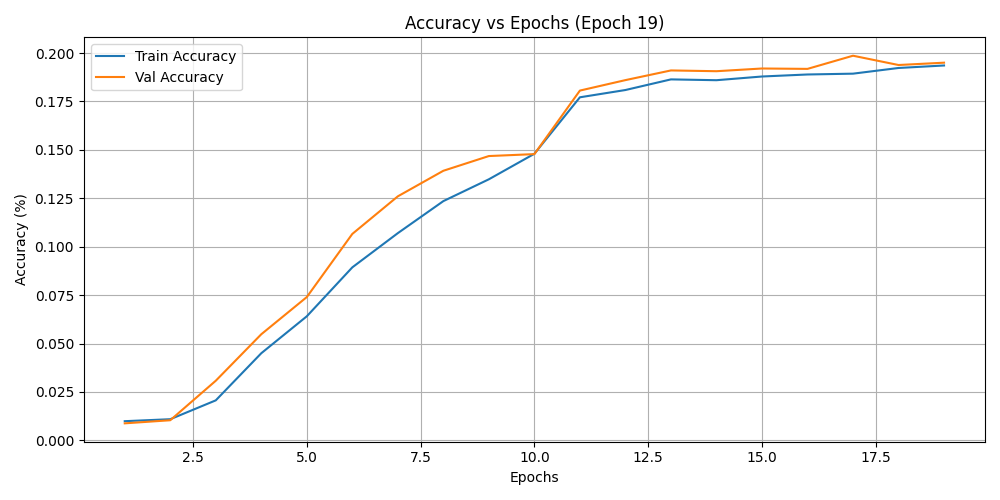 Accuracy vs Epochs (Epoch 19)
Train Accuracy
Val Accuracy
Accuracy (%)
0.200
0.175
0.150
0.125
0.100
0.075
0.050
0.025
0.000
2.5 5.0 7.5 10.0 12.5 15.0 17.5
Epochs